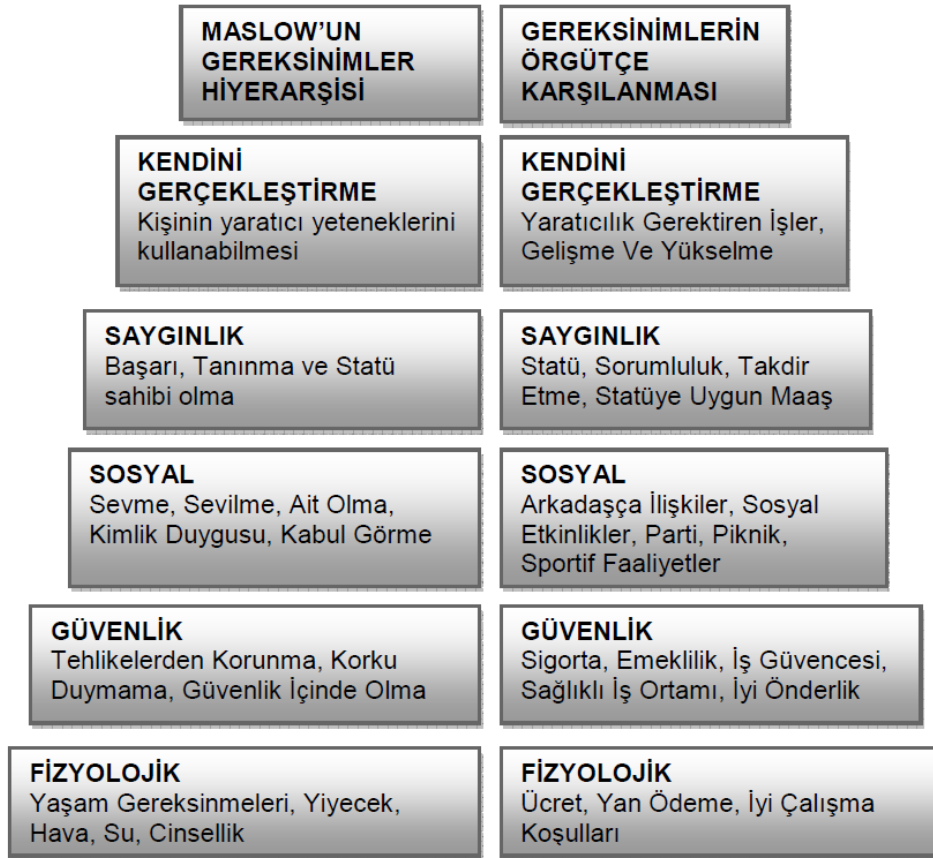 MASLOW'UN
GEREKSİNİMLER
HİYERARŞİSİ
GEREKSİNİMLERİN
ÖRGÜTÇE
KARŞILANMASI
KENDİNİ
GERÇEKLEŞTİRME
Kişinin yaratıcı yeteneklerini
kullanabilmesi
KENDİNİ
GERÇEKLEŞTİRME
Yaratıcılık Gerektiren İşler,
Gelişme Ve Yükselme
SAYGINLIK
Başarı, Tanınma ve Statü
sahibi olma
SAYGINLIK
Statü, Sorumluluk, Takdir
Etme, Statüye Uygun Maaş
SOSYAL
Sevme, Sevilme, Ait Olma,
Kimlik Duygusu, Kabul Görme
SOSYAL
Arkadaşça İlişkiler, Sosyal
Etkinlikler, Parti, Piknik,
Sportif Faaliyetler
GÜVENLİK
Tehlikelerden Korunma, Korku
Duymama, Güvenlik İçinde Olma
GÜVENLİK
Sigorta, Emeklilik, İş Güvencesi,
Sağlıklı İş Ortamı, İyi Önderlik
FİZYOLOJİK
Yaşam Gereksinmeleri, Yiyecek,
Hava, Su, Cinsellik
FİZYOLOJİK
Ücret, Yan Ödeme, İyi Çalışma
Koşulları